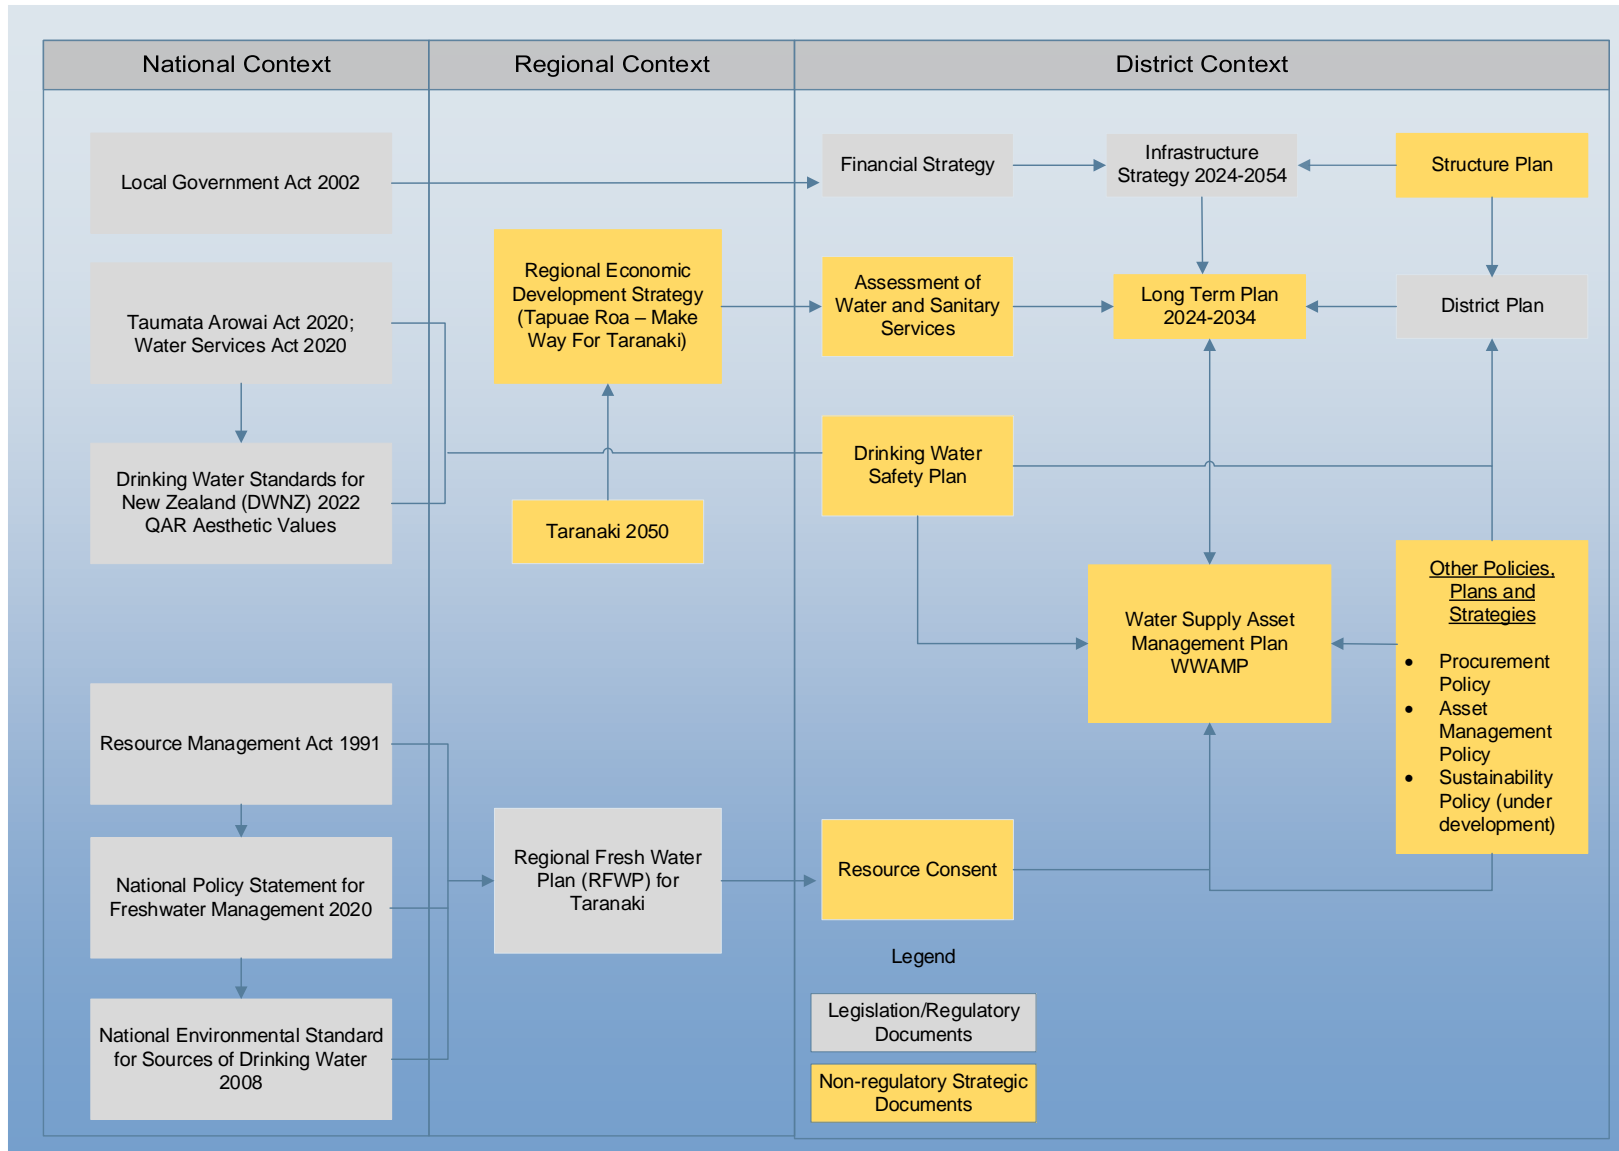 National Context
Regional Context
District Context
Local Government Act 2002
Financial Strategy
Infrastructure
Strategy 2024-2054
Structure Plan
Taumata Arowai Act 2020;
Water Services Act 2020
Regional Economic
Development Strategy
(Tapuae Roa – Make
Way For Taranaki)
Assessment of
Water and Sanitary
Services
Long Term Plan
2024-2034
District Plan
Drinking Water Standards for
New Zealand (DWNZ) 2022
QAR Aesthetic Values
Taranaki 2050
Drinking Water
Safety Plan
Water Supply Asset
Management Plan
WWAMP
Other Policies,
Plans and
Strategies
• Procurement
Policy
• Asset
Management
Policy
• Sustainability
Policy (under
development)
Resource Management Act 1991
National Policy Statement for
Freshwater Management 2020
National Environmental Standard
for Sources of Drinking Water
2008
Regional Fresh Water
Plan (RFWP) for
Taranaki
Resource Consent
Legend
Legislation/Regulatory
Documents
Non-regulatory Strategic
Documents